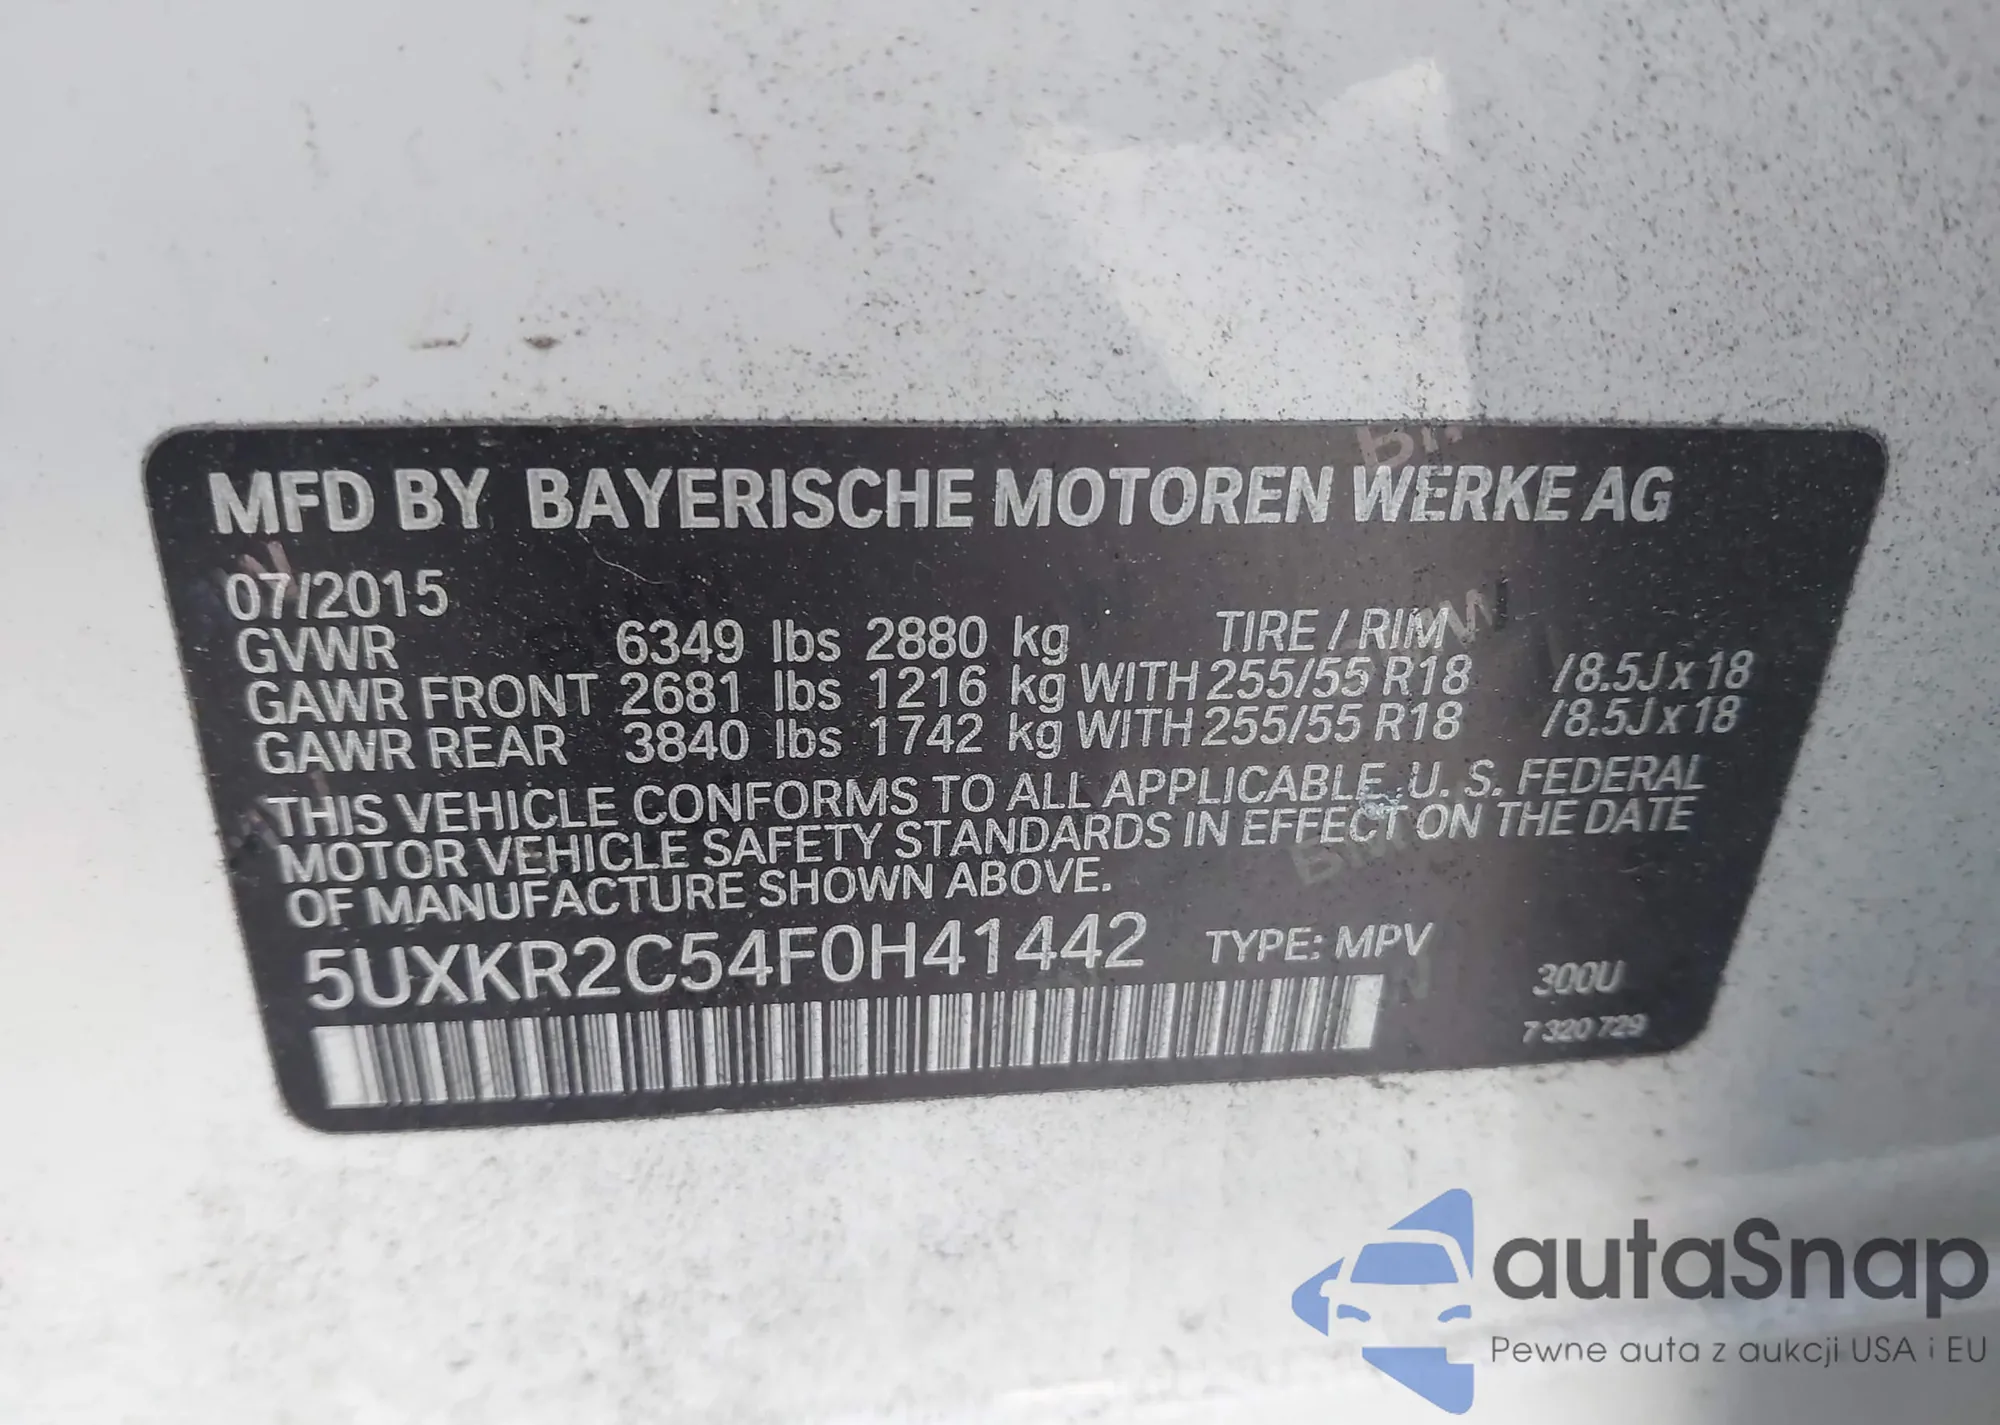 MFD BY BAYERISCHE MOTOREN WERKE AG
07/2015
GVWR 6349 lbs 2880 kg TIRE / RIM
GAWR FRONT 2681 lbs 1216 kg WITH 255/55 R18 /8.5J x 18
GAWR REAR 3840 lbs 1742 kg WITH 255/55 R18 /8.5J x 18
THIS VEHICLE CONFORMS TO ALL APPLICABLE U. S. FEDERAL
MOTOR VEHICLE SAFETY STANDARDS IN EFFECT ON THE DATE
OF MANUFACTURE SHOWN ABOVE.
5UXKR2C54F0H41442 TYPE: MPV
300U
7 320 729
autaSnap
Pewne auta z aukcji USA i EU